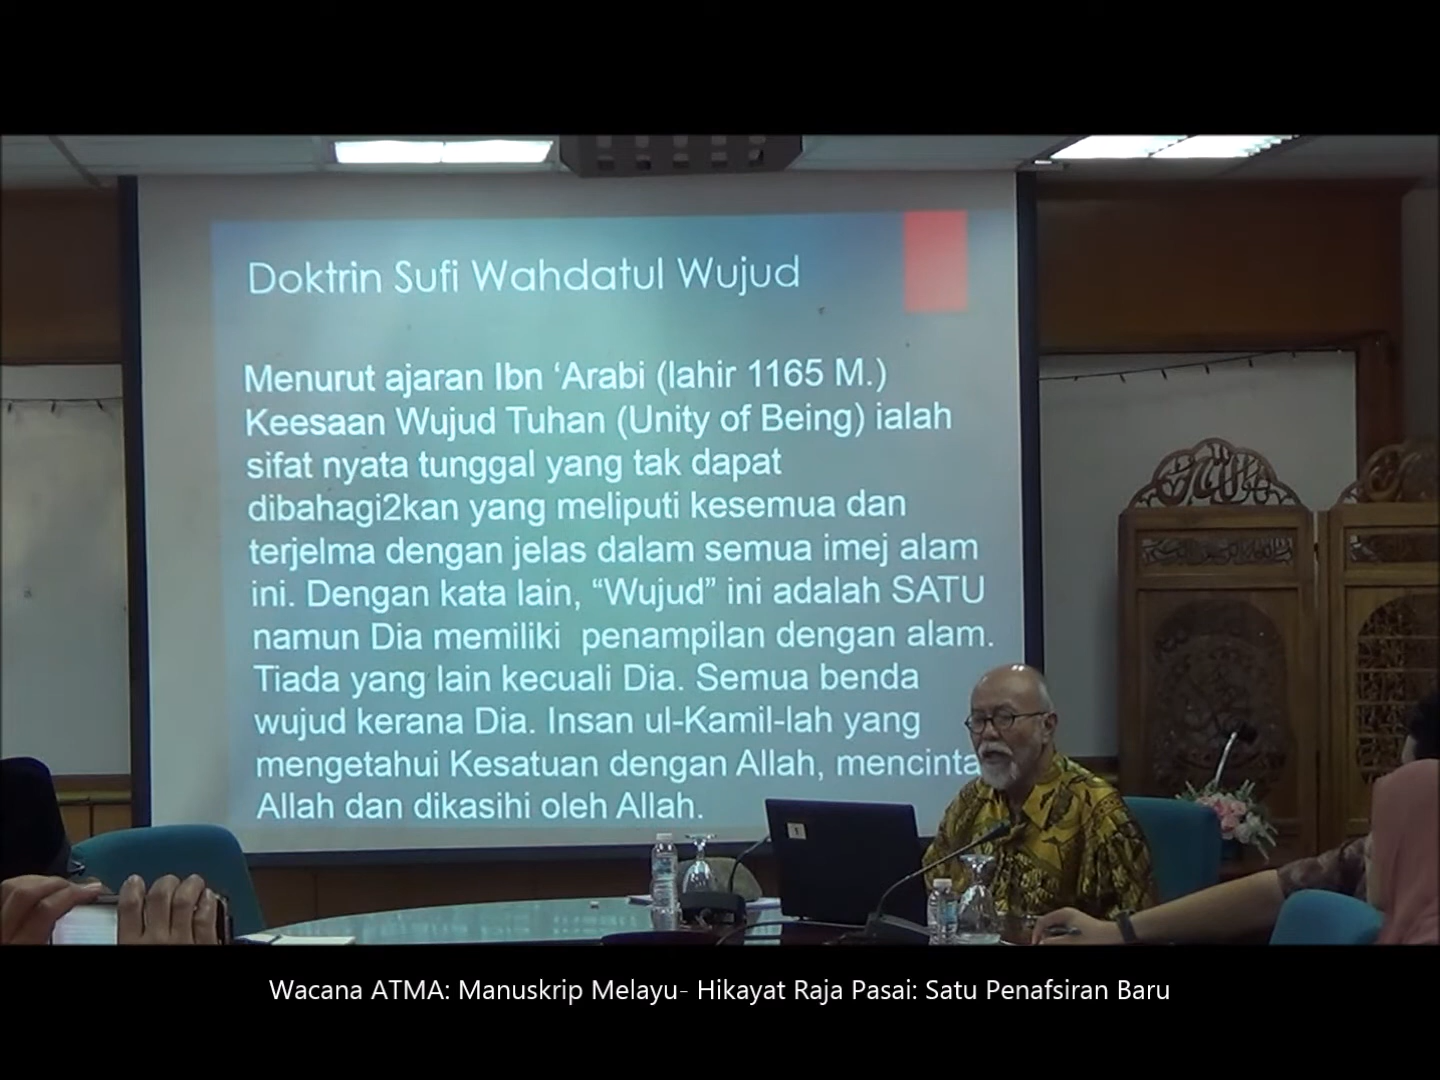 Doktrin Sufi Wahdatul Wujud
Menurut ajaran Ibn ‘Arabi (lahir 1165 M.)
Keesaan Wujud Tuhan (Unity of Being) ialah
sifat nyata tunggal yang tak dapat
dibahagi2kan yang meliputi kesemua dan
terjelma dengan jelas dalam semua imej alam
ini. Dengan kata lain, “Wujud” ini adalah SATU
namun Dia memiliki penampilan dengan alam.
Tiada yang lain kecuali Dia. Semua benda
wujud kerana Dia. Insan ul-Kamil-lah yang
mengetahui Kesatuan dengan Allah, mencinta
Allah dan dikasihi oleh Allah.
Wacana ATMA: Manuskrip Melayu- Hikayat Raja Pasai: Satu Penafsiran Baru